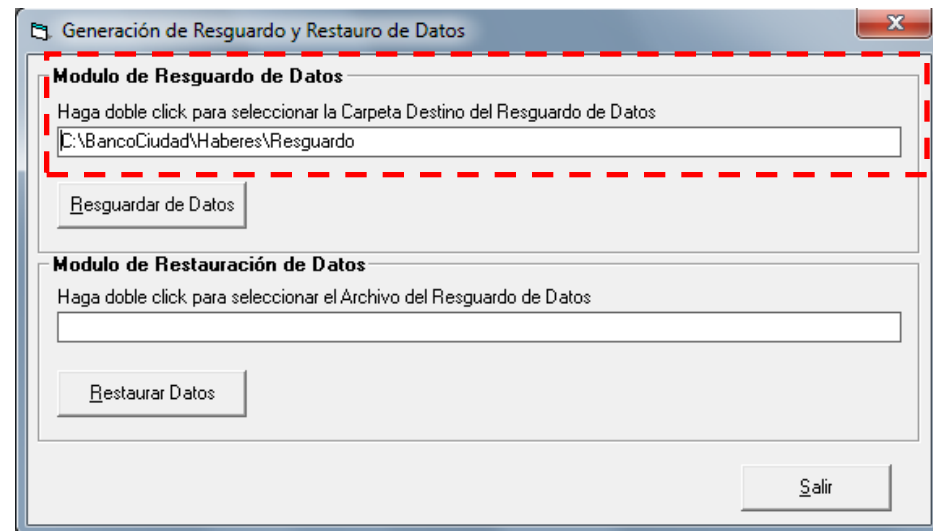 Generación de Resguardo y Restauro de Datos
Modulo de Resguardo de Datos
Haga doble click para seleccionar la Carpeta Destino del Resguardo de Datos
C:\BancoCiudad\Haberes\Resguardo
Resguardar de Datos
Modulo de Restauración de Datos
Haga doble click para seleccionar el Archivo del Resguardo de Datos
Restaurar Datos
Salir